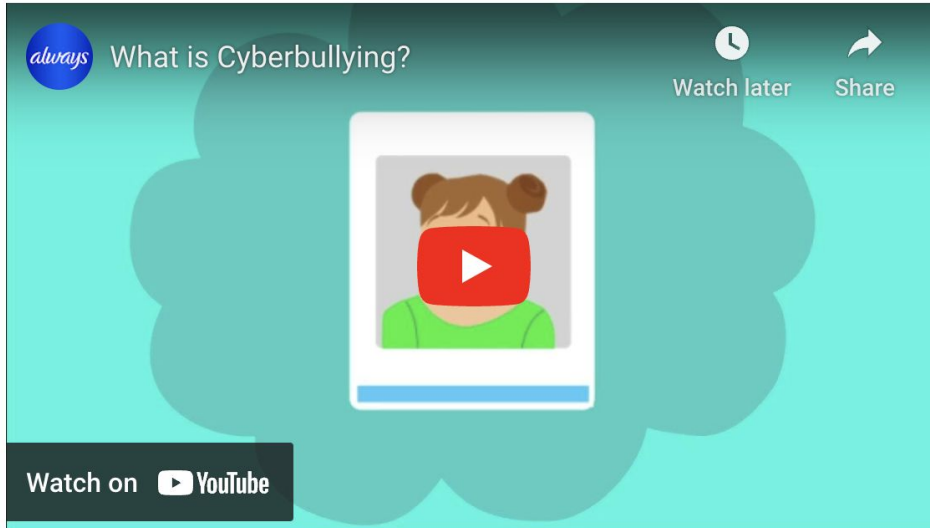 always
What is Cyberbullying?
Watch later
Share
Watch on YouTube